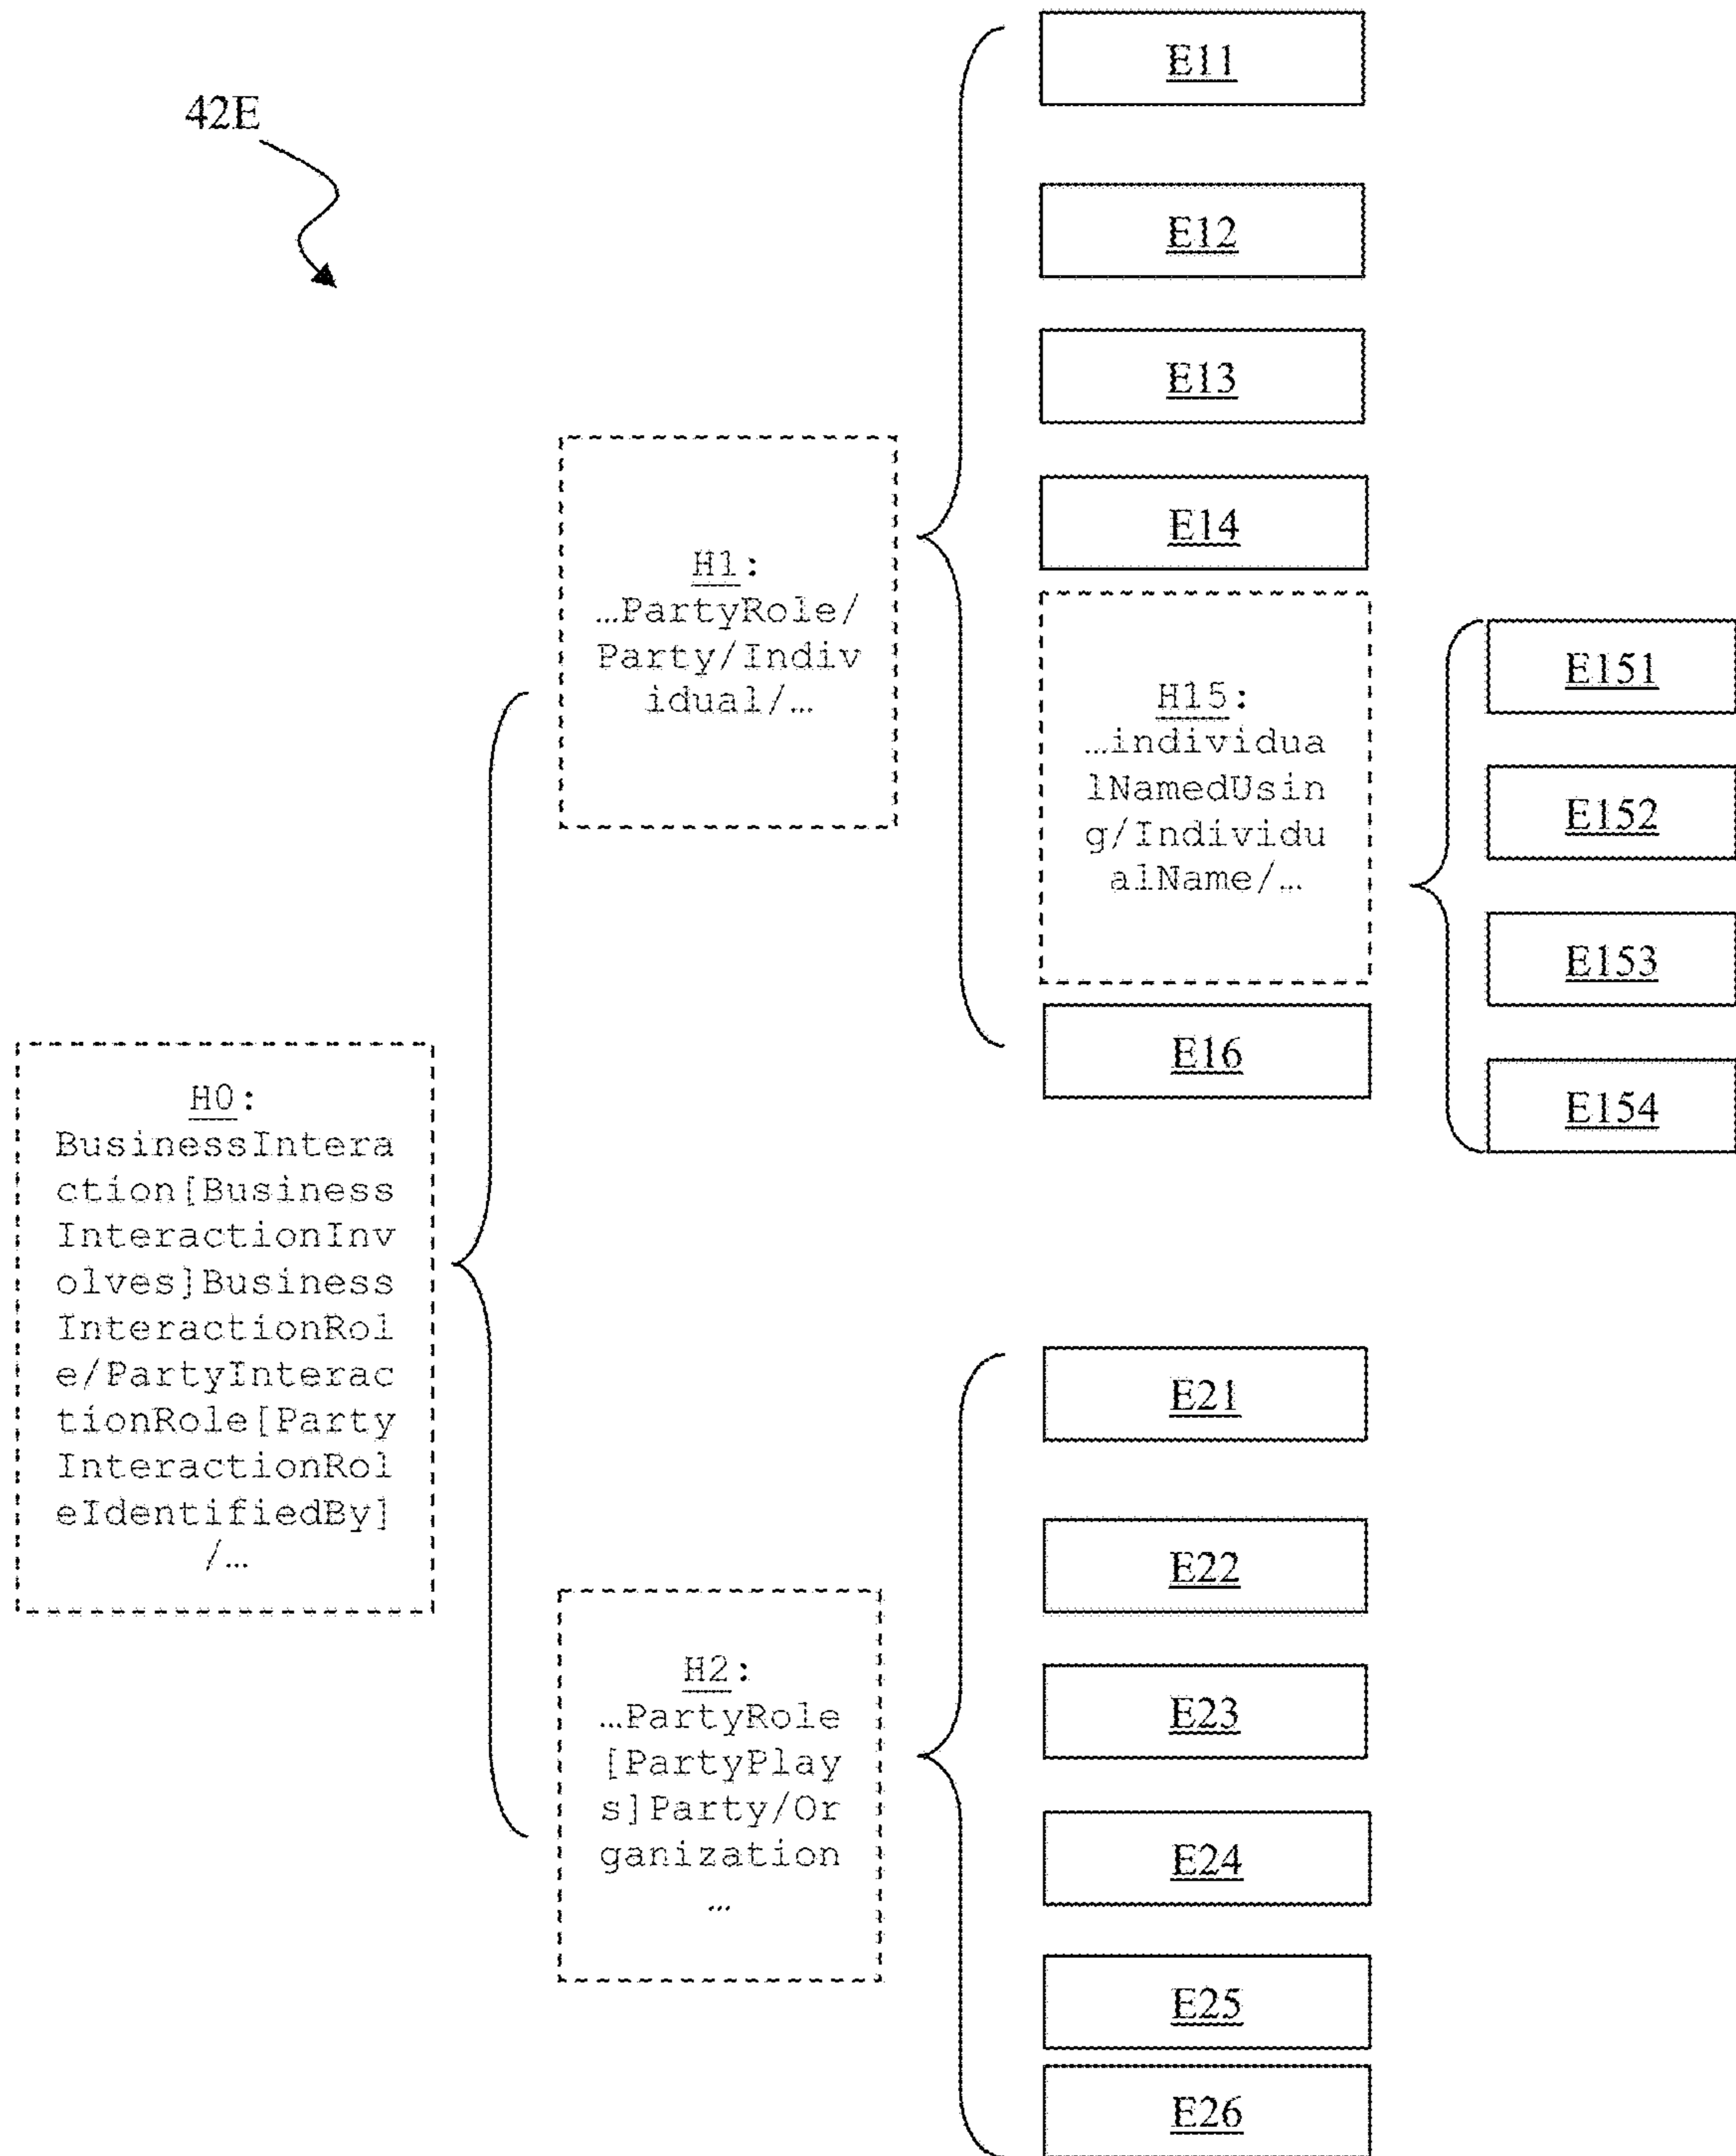 42E
H0:
BusinessIntera
ction[Business
InteractionInv
olves]Business
InteractionRol
e/PartyInterac
tionRole[Party
InteractionRol
eIdentifiedBy]
/…
H1:
…PartyRole/
Party/Indiv
idual/…
E11
E12
E13
E14
H15:
…individua
lNamedUsin
g/Individu
alName/…
E151
E152
E153
E154
E16
H2:
…PartyRole
[PartyPlay
s]Party/Or
ganization
…
E21
E22
E23
E24
E25
E26